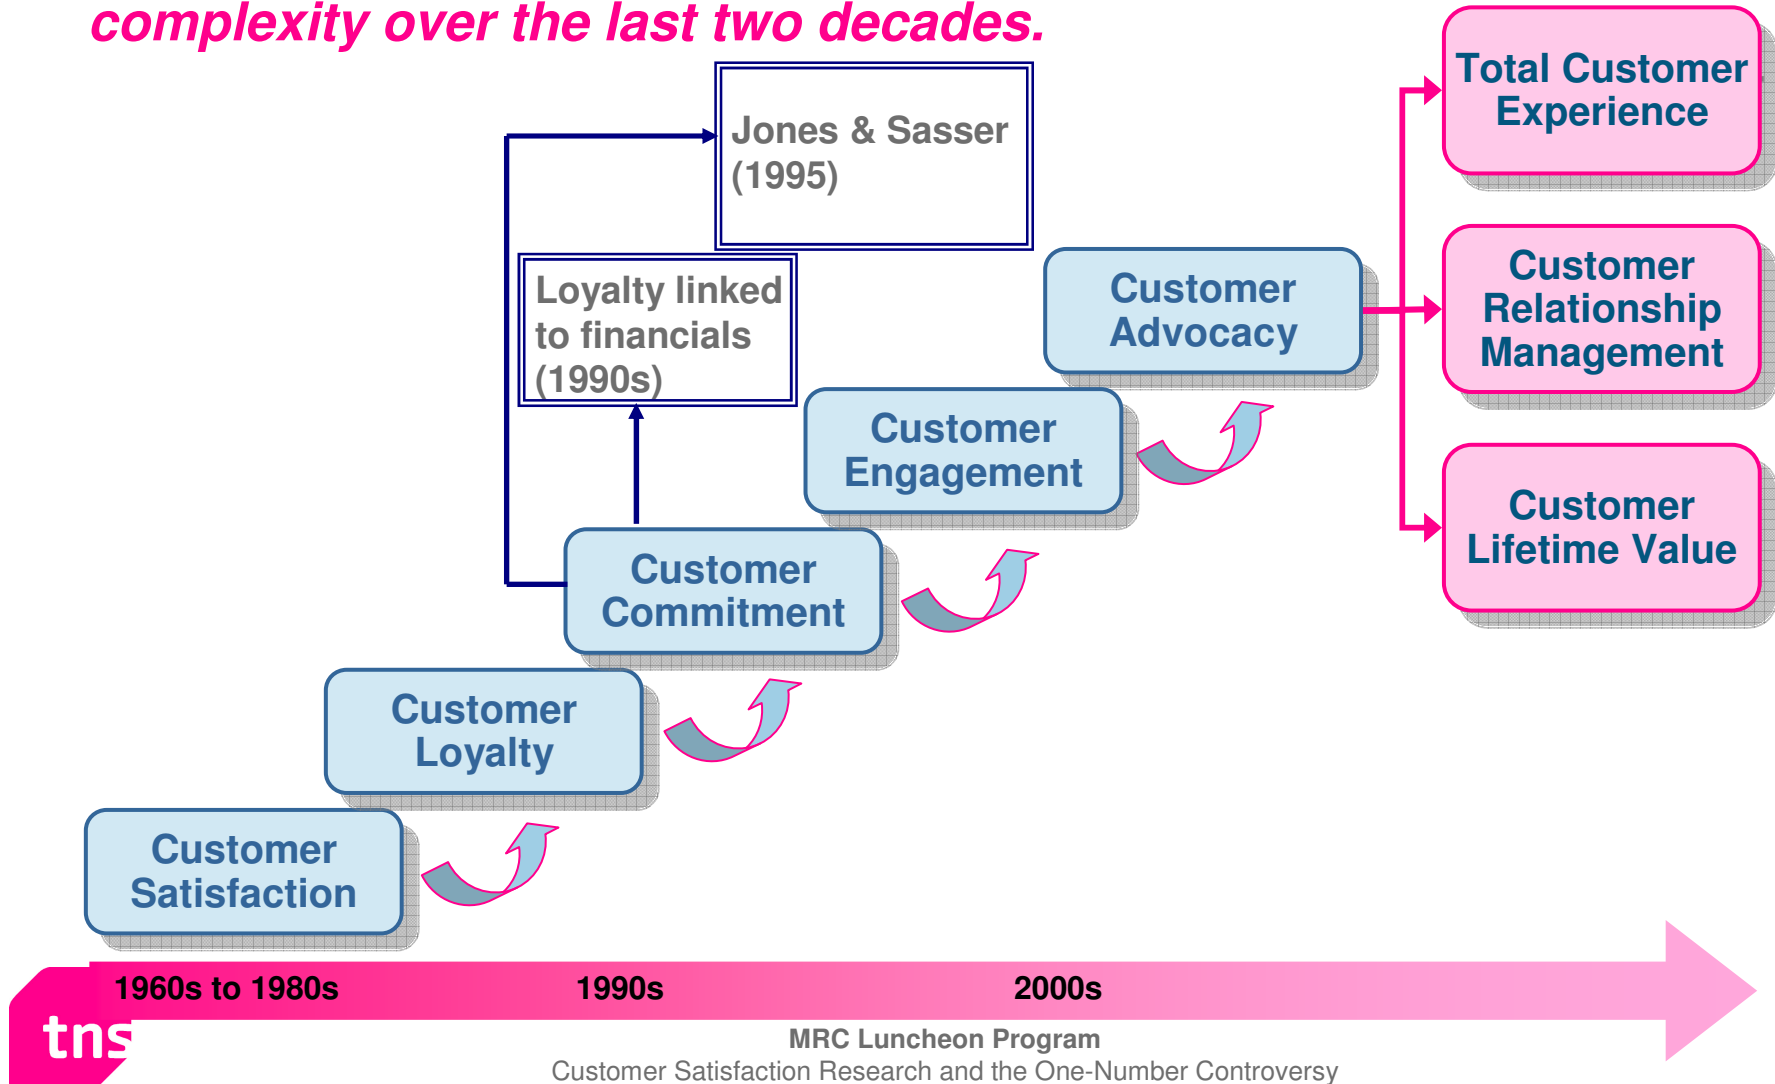 complexity over the last two decades.
Total Customer
Experience
Jones & Sasser
(1995)
Loyalty linked
to financials
(1990s)
Customer
Advocacy
Customer
Relationship
Management
Customer
Engagement
Customer
Lifetime Value
Customer
Commitment
Customer
Loyalty
Customer
Satisfaction
1960s to 1980s
1990s
2000s
tns
MRC Luncheon Program
Customer Satisfaction Research and the One-Number Controversy